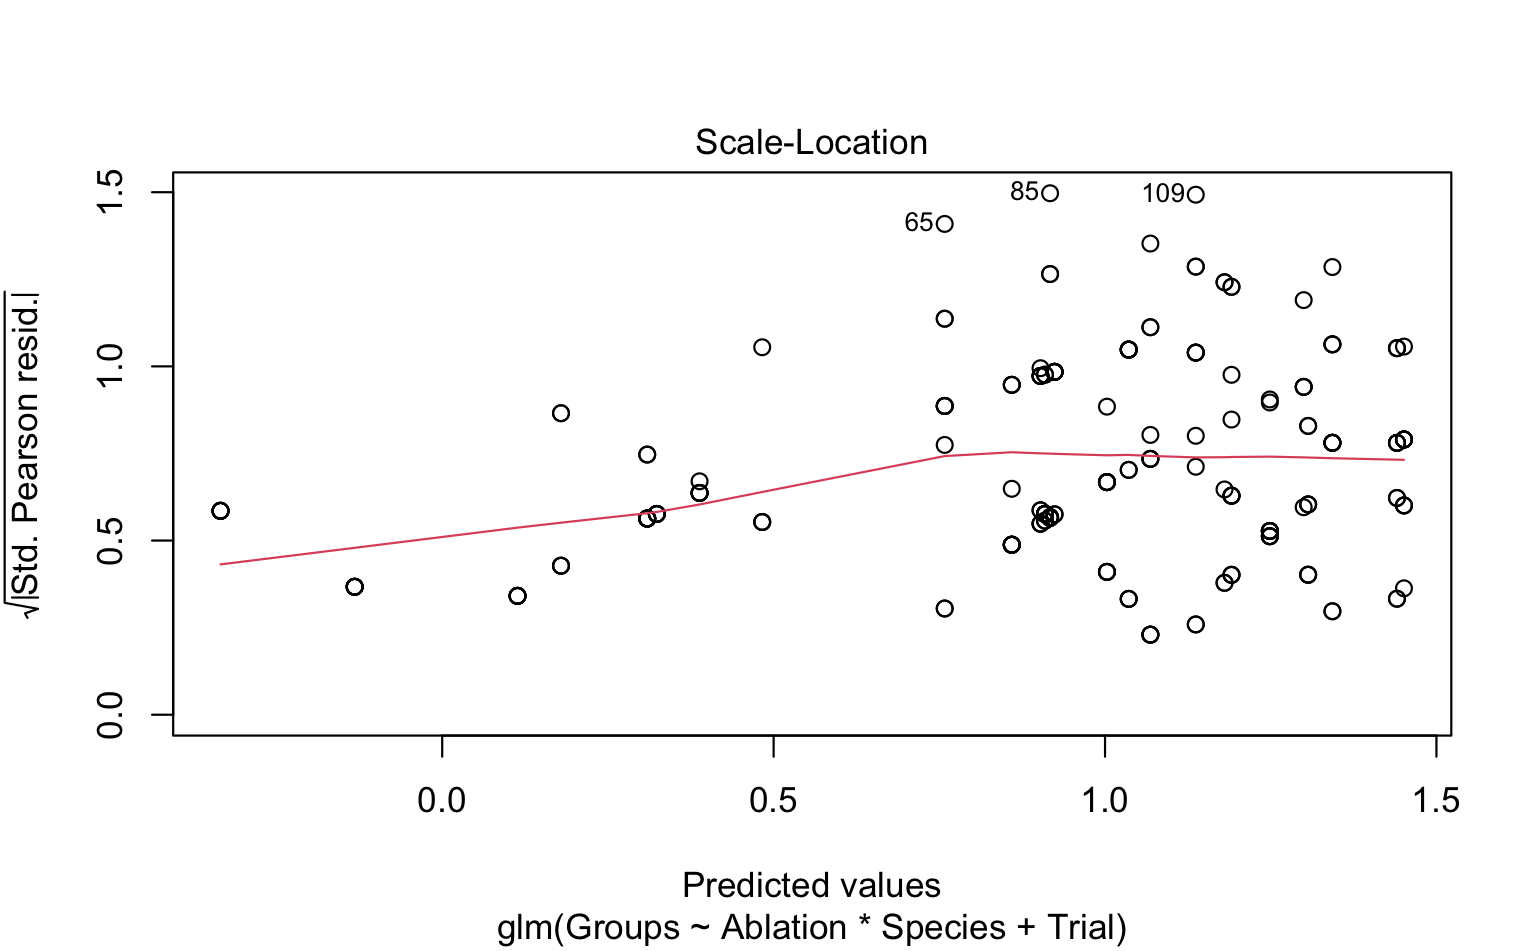 Scale-Location
√|Std. Pearson resid.|
1.5
1.0
0.5
0.0
85
109
65
0.0 0.5 1.0 1.5
Predicted values
glm(Groups ~ Ablation * Species + Trial)